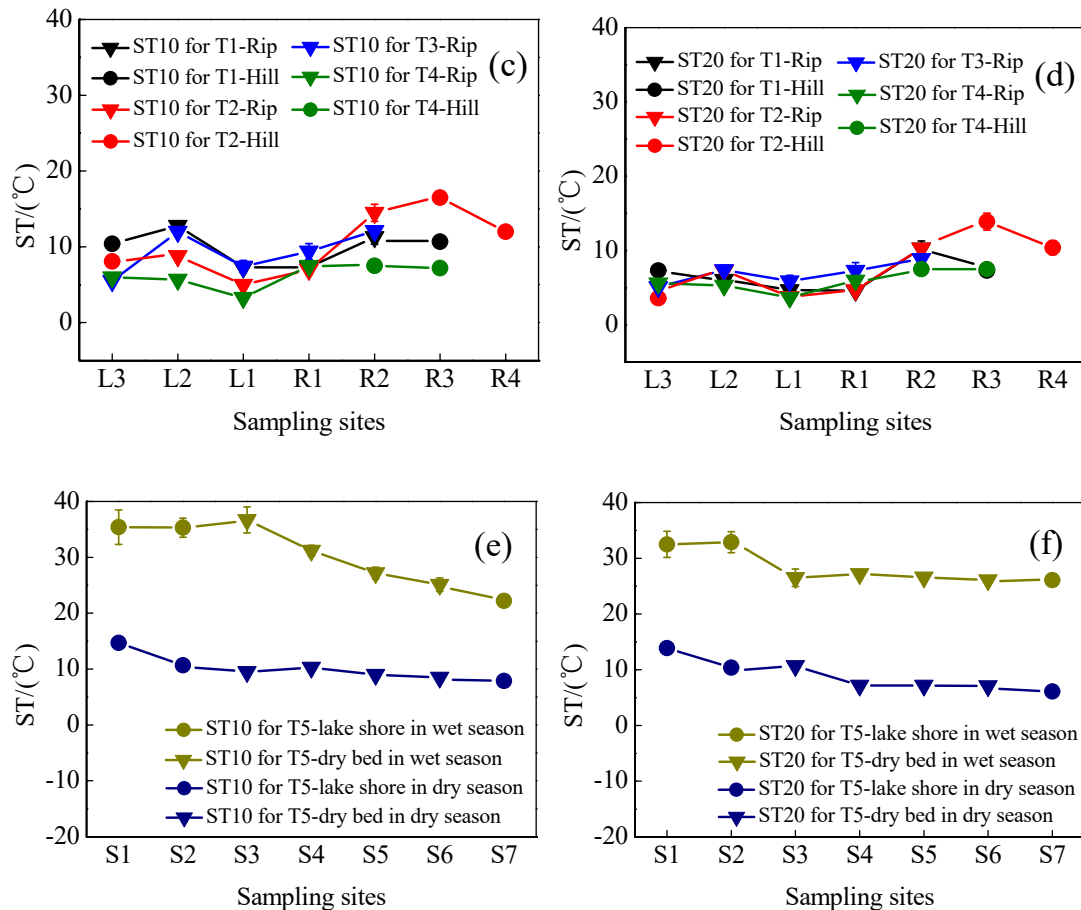 ST10 for T1-Rip
ST10 for T1-Hill
ST10 for T2-Rip
ST10 for T2-Hill
ST10 for T3-Rip
ST10 for T4-Rip
ST10 for T4-Hill
(c)
40
30
20
10
0
ST/(℃)
L3 L2 L1 R1 R2 R3 R4
Sampling sites
ST20 for T1-Rip
ST20 for T1-Hill
ST20 for T2-Rip
ST20 for T2-Hill
ST20 for T3-Rip
ST20 for T4-Rip
ST20 for T4-Hill
(d)
40
30
20
10
0
ST/(℃)
L3 L2 L1 R1 R2 R3 R4
Sampling sites
(e)
40
30
20
10
0
-10
-20
ST/(℃)
ST10 for T5-lake shore in wet season
ST10 for T5-dry bed in wet season
ST10 for T5-lake shore in dry season
ST10 for T5-dry bed in dry season
S1 S2 S3 S4 S5 S6 S7
Sampling sites
(f)
40
30
20
10
0
-10
-20
ST/(℃)
ST20 for T5-lake shore in wet season
ST20 for T5-dry bed in wet season
ST20 for T5-lake shore in dry season
ST20 for T5-dry bed in dry season
S1 S2 S3 S4 S5 S6 S7
Sampling sites